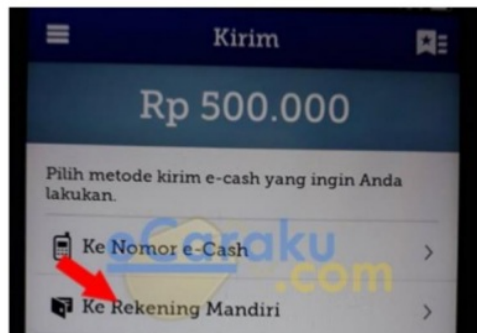 Kirim
Rp 500.000
Pilih metode kirim e-cash yang ingin Anda
lakukan.
Ke Nomor e-Cash
eCaraku
.com
Ke Rekening Mandiri